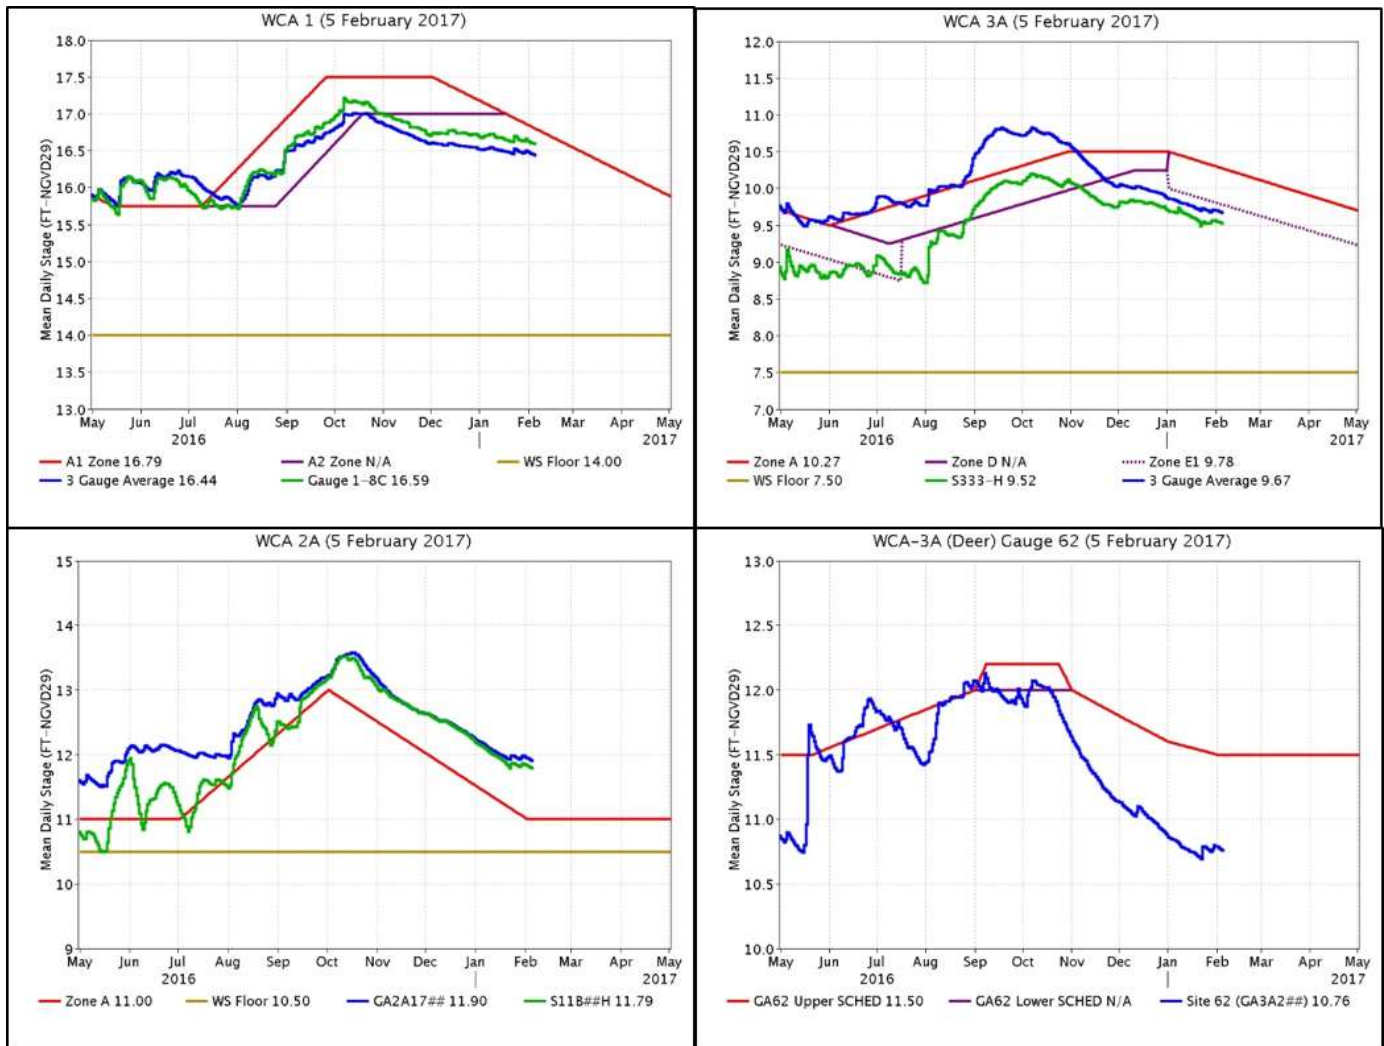 WCA 1 (5 February 2017)
Mean Daily Stage (FT-NGVD29)
18.0
17.5
17.0
16.5
16.0
15.5
15.0
14.5
14.0
13.5
13.0
May Jun Jul Aug Sep Oct Nov Dec Jan Feb Mar Apr May
2016 2017
A1 Zone 16.79 A2 Zone N/A WS Floor 14.00
3 Gauge Average 16.44 Gauge 1-8C 16.59
WCA 3A (5 February 2017)
Mean Daily Stage (FT-NGVD29)
12.0
11.5
11.0
10.5
10.0
9.5
9.0
8.5
8.0
7.5
7.0
May Jun Jul Aug Sep Oct Nov Dec Jan Feb Mar Apr May
2016 2017
Zone A 10.27 Zone D N/A Zone E1 9.78
WS Floor 7.50 S333-H 9.52 3 Gauge Average 9.67
WCA 2A (5 February 2017)
Mean Daily Stage (FT-NGVD29)
15
14
13
12
11
10
9
May Jun Jul Aug Sep Oct Nov Dec Jan Feb Mar Apr May
2016 2017
Zone A 11.00 WS Floor 10.50 GA2A17## 11.90 S11B##H 11.79
WCA-3A (Deer) Gauge 62 (5 February 2017)
Mean Daily Stage (FT-NGVD29)
13.0
12.5
12.0
11.5
11.0
10.5
10.0
May Jun Jul Aug Sep Oct Nov Dec Jan Feb Mar Apr May
2016 2017
GA62 Upper SCHED 11.50 GA62 Lower SCHED N/A Site 62 (GA3A2##) 10.76